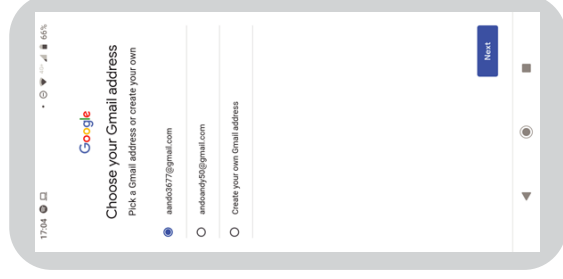 17:04
66%
Google
Choose your Gmail address
Pick a Gmail address or create your own
aando3677@gmail.com
andoandy50@gmail.com
Create your own Gmail address
Next